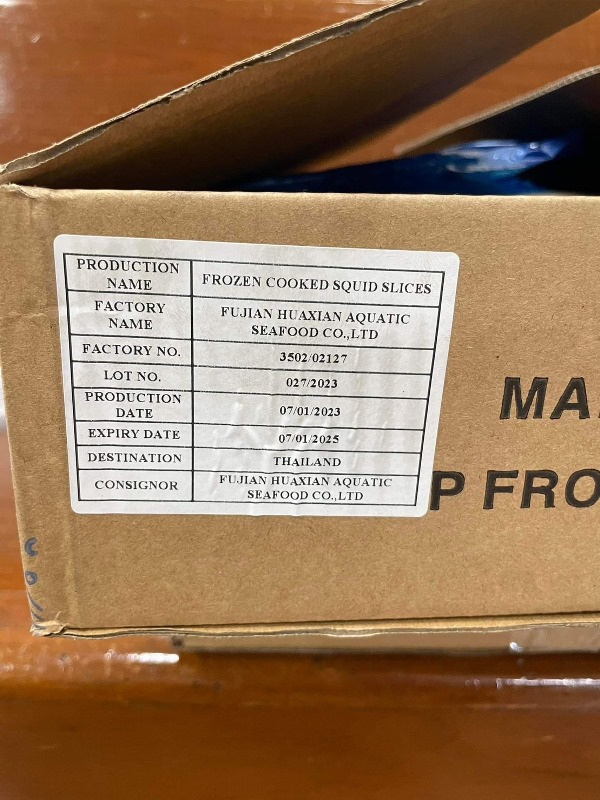 PRODUCTION NAME FROZEN COOKED SQUID SLICES
FACTORY NAME FUJIAN HUAXIAN AQUATIC SEAFOOD CO.,LTD
FACTORY NO. 3502/02127
LOT NO. 027/2023
PRODUCTION DATE 07/01/2023
EXPIRY DATE 07/01/2025
DESTINATION THAILAND
CONSIGNOR FUJIAN HUAXIAN AQUATIC SEAFOOD CO.,LTD
MA
P FRO